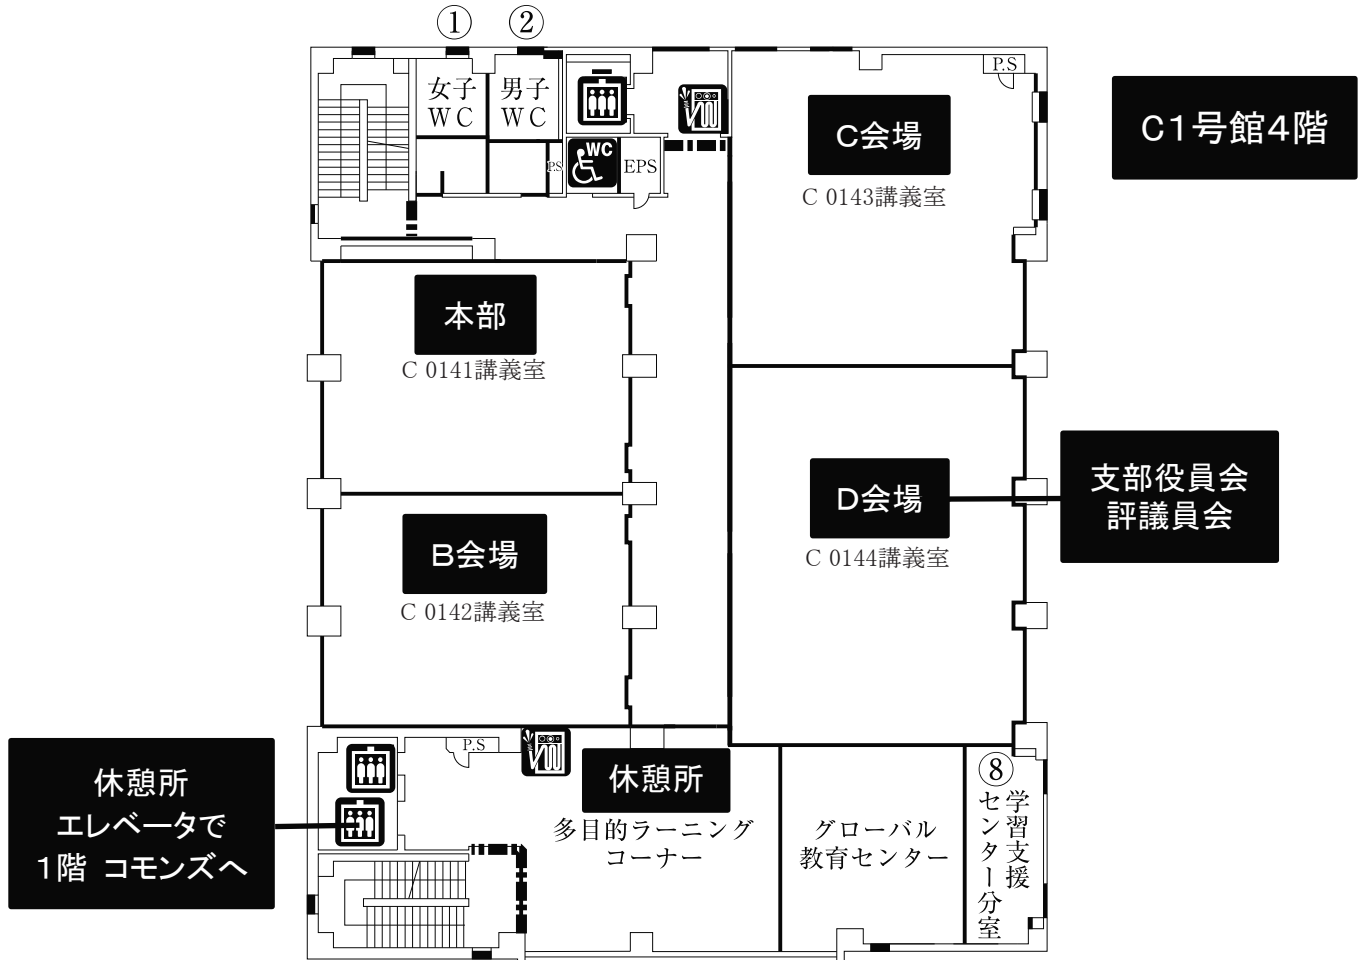 ① ②
女子
WC
男子
WC
P.S
WC
EPS
P.S
C会場
C 0143講義室
C1号館4階
本部
C 0141講義室
D会場
C 0144講義室
支部役員会
評議員会
B会場
C 0142講義室
休憩所
エレベータで
1階 コモンズへ
P.S
休憩所
多目的ラーニング
コーナー
グローバル
教育センター
⑧
学習支援
センター分室